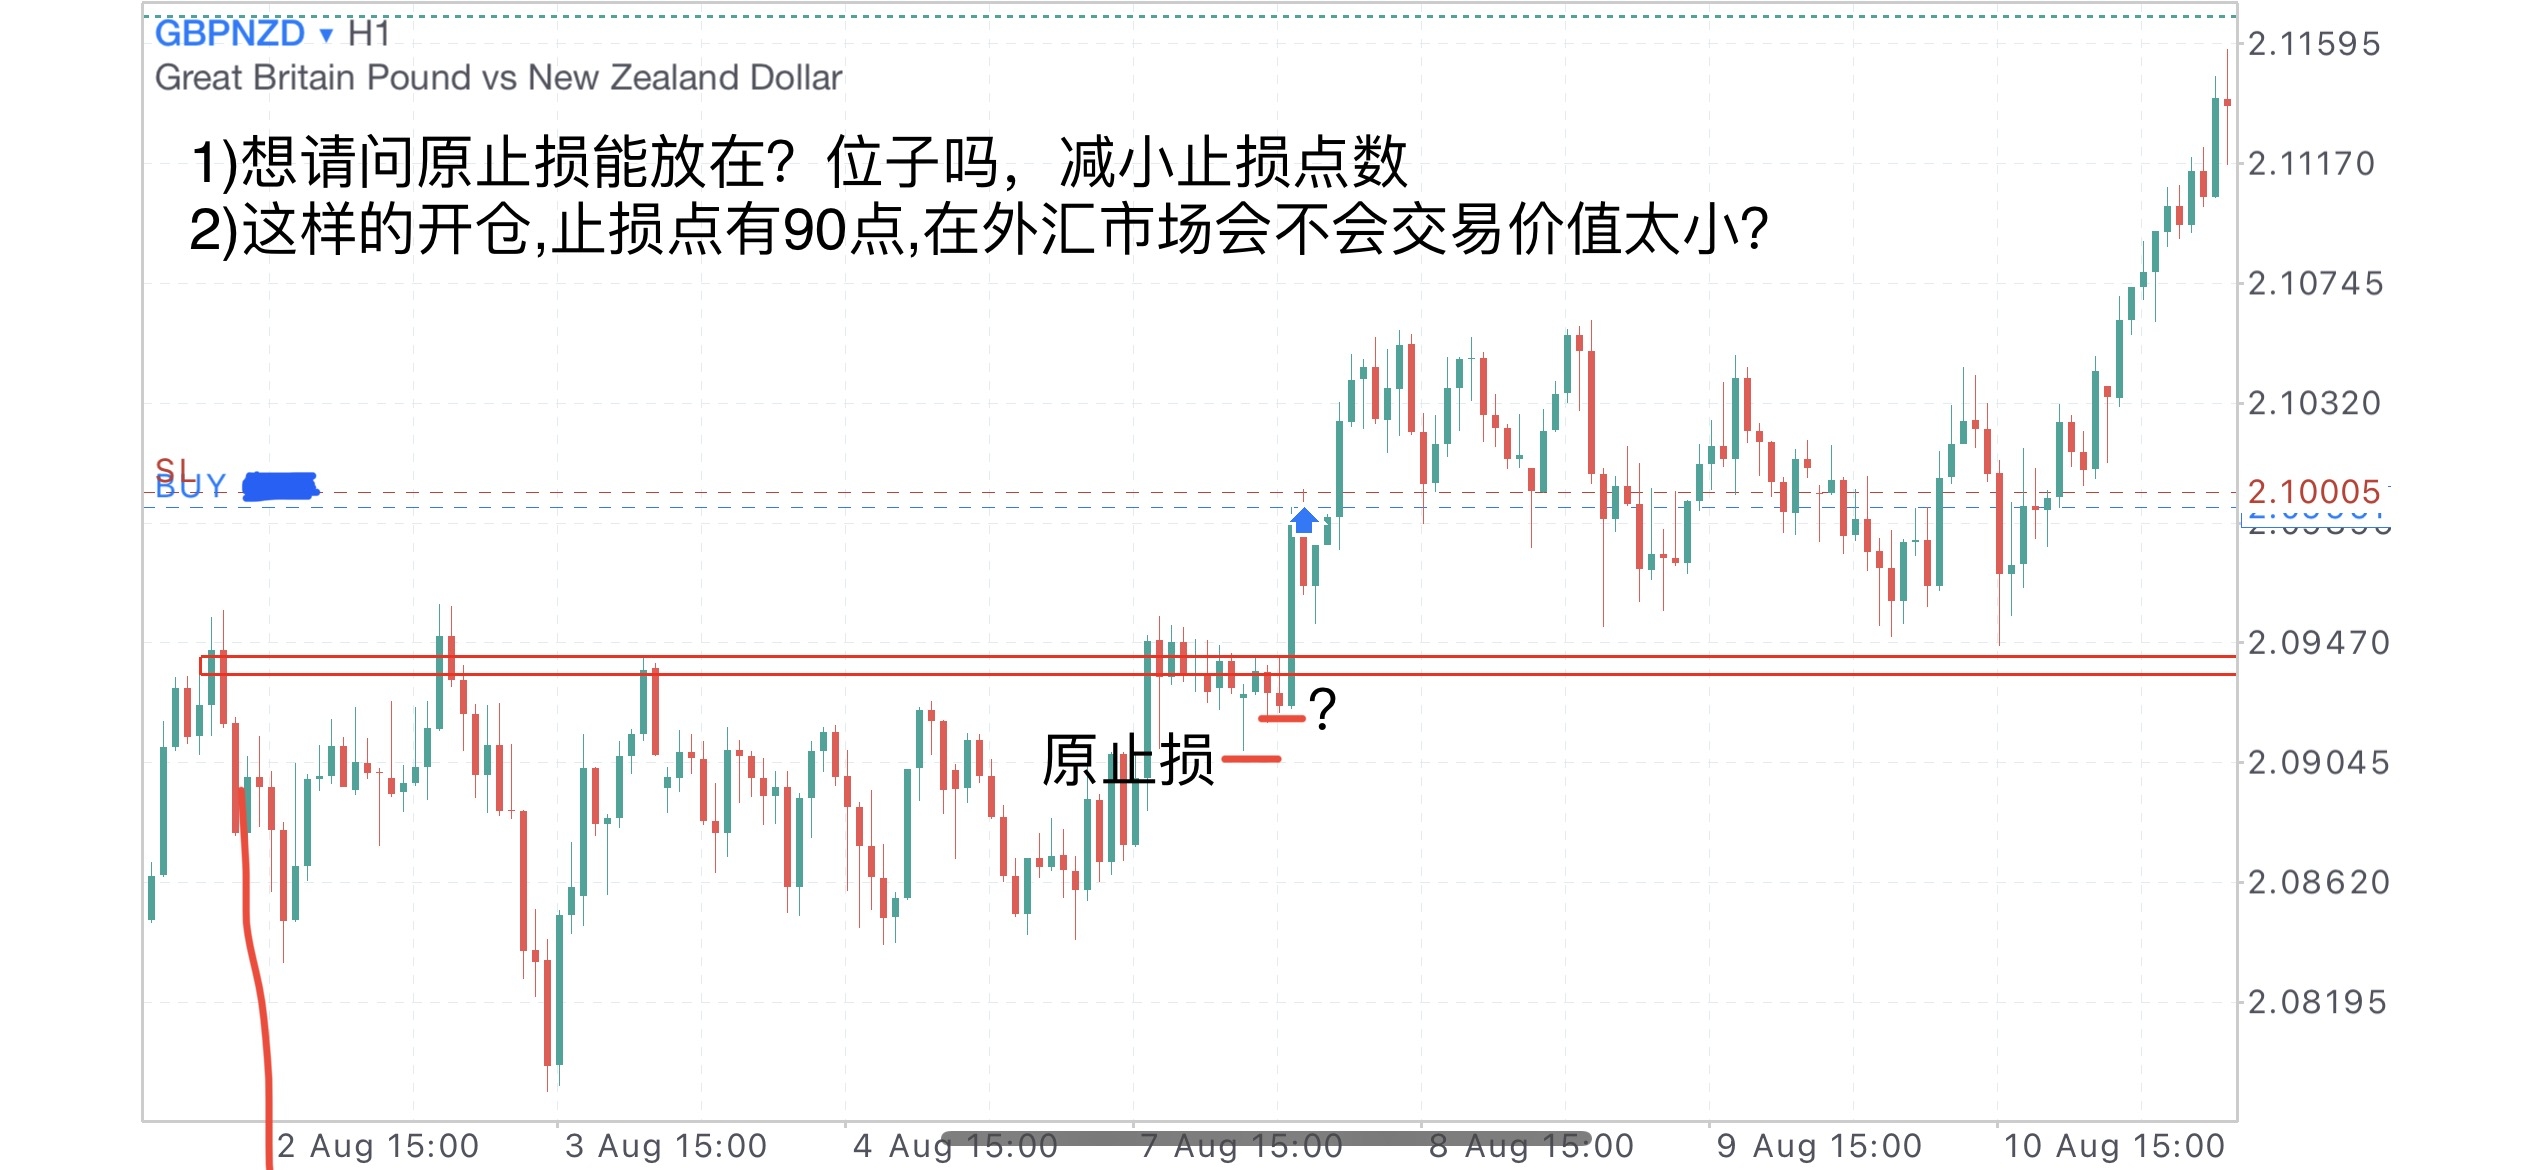 GBPNZD ▾ H1
Great Britain Pound vs New Zealand Dollar
1)想请问原止损能放在？位子吗，减小止损点数
2)这样的开仓,止损点有90点,在外汇市场会不会交易价值太小?
2.11595
2.11170
2.10745
2.10320
SL
BUY
2.10005
2.09470
?
原止损
2.09045
2.08620
2.08195
2 Aug 15:00
3 Aug 15:00
4 Aug 15:00
7 Aug 15:00
8 Aug 15:00
9 Aug 15:00
10 Aug 15:00